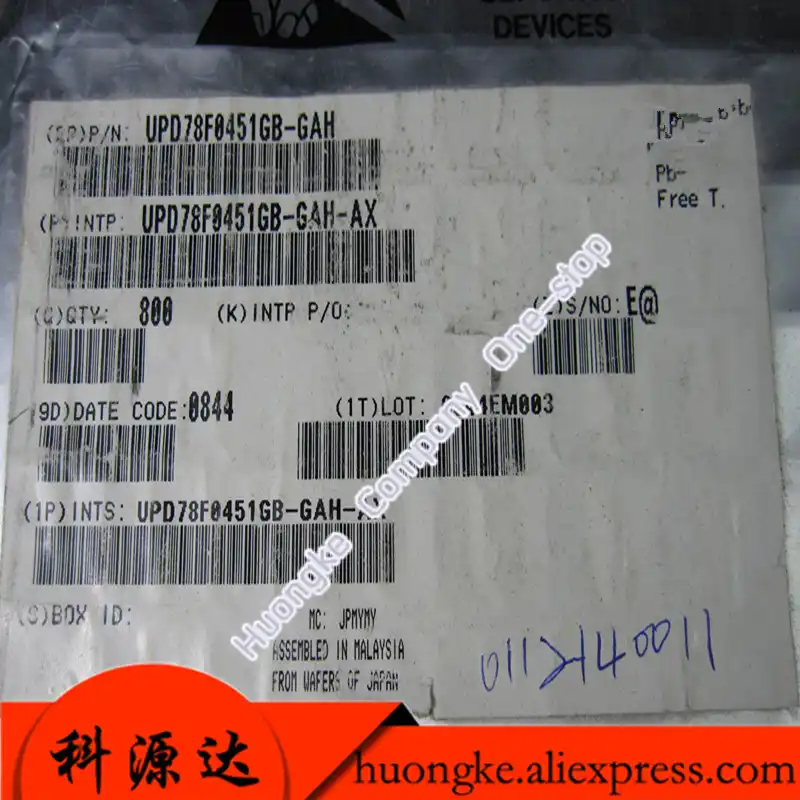 DEVICES
P/N: UPD78F0451GB-GAH
Pb-
Free T.
(P)INTP: UPD78F0451GB-GAH-AX
(Q)QTY: 800 (K)INTP P/O: (Z)S/NO: E@
9D)DATE CODE:0844 (1T)LOT: EM003
(1P)INTS: UPD78F0451GB-GAH-AX
(S)BOX ID: MC: JPMYMY
ASSEMBLED IN MALAYSIA
FROM WAFERS OF JAPAN
Huongke Company One-stop
科源达
huongke.aliexpress.com